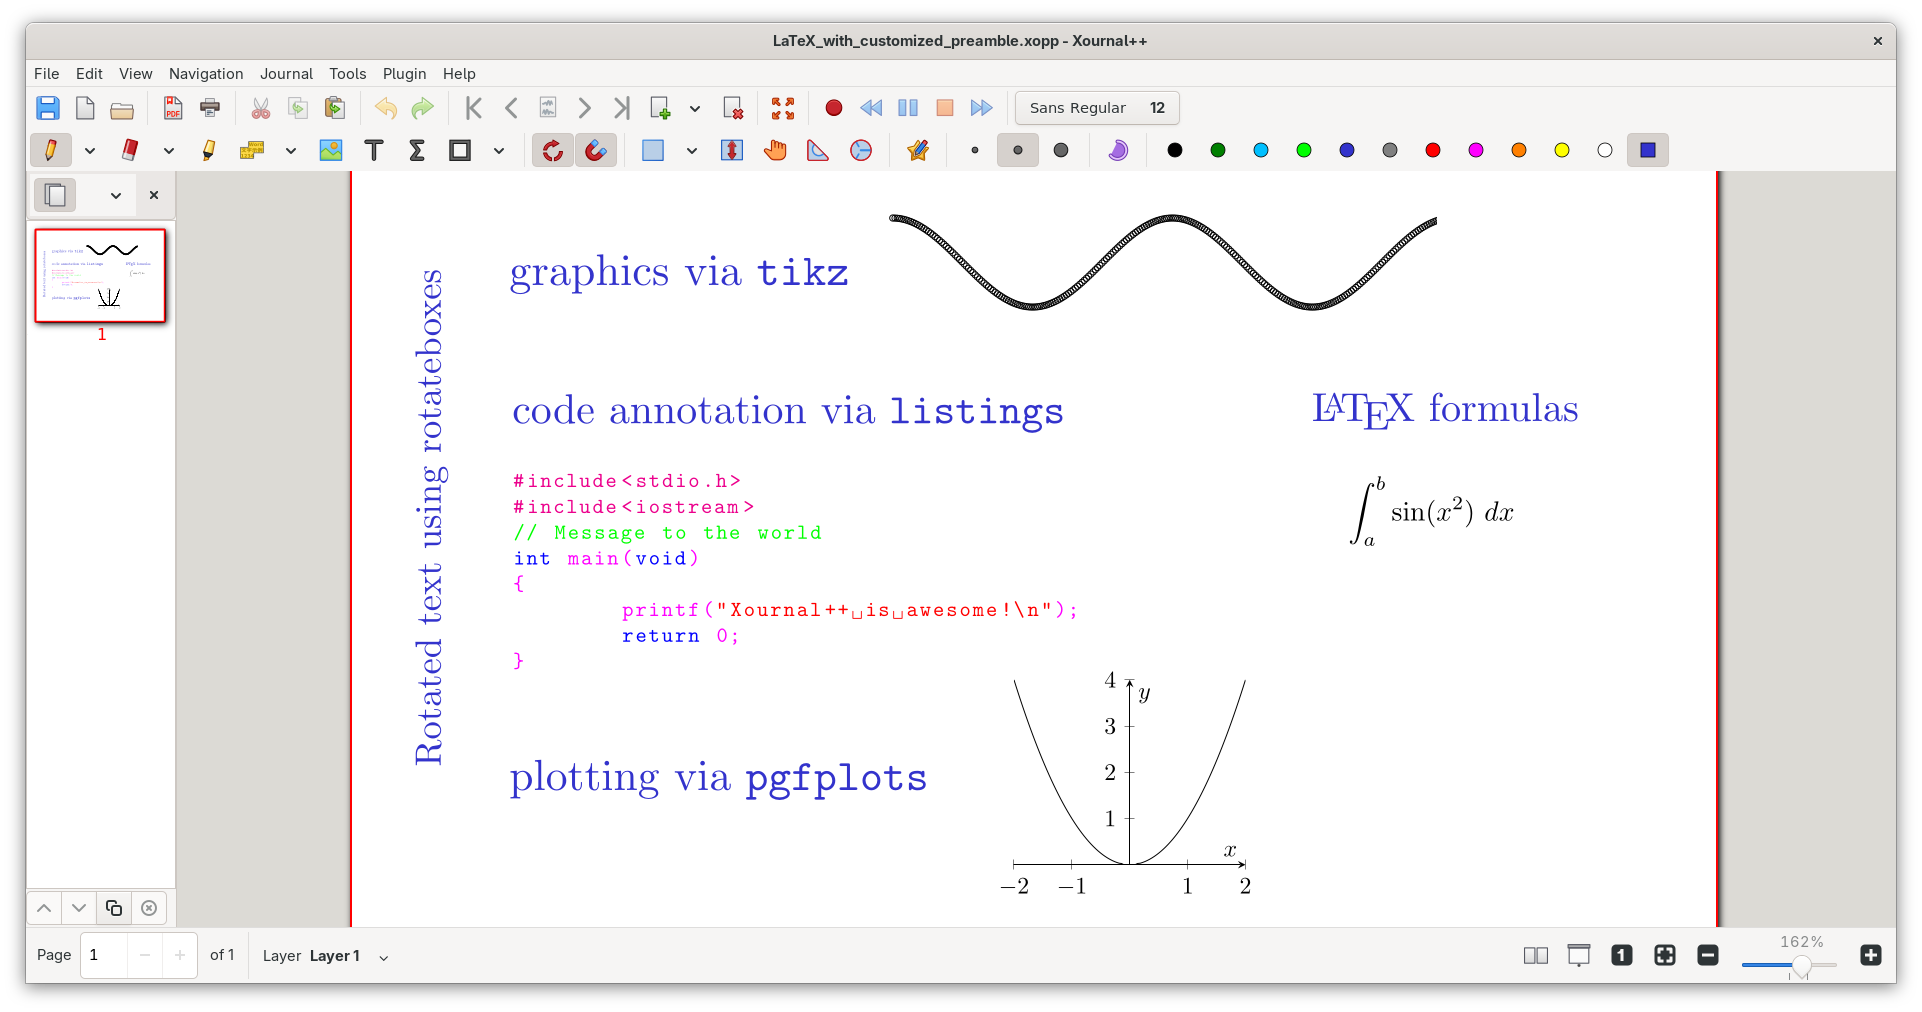 LaTeX_with_customized_preamble.xopp - Xournal++
File Edit View Navigation Journal Tools Plugin Help
Sans Regular 12
1
Rotated text using rotateboxes
graphics via tikz
code annotation via listings
LATEX formulas
#include<stdio.h>
#include<iostream>
// Message to the world
int main(void)
{
printf("Xournal++␣is␣awesome!\n");
return 0;
}
∫_a^b sin(x²) dx
plotting via pgfplots
4
y
3
2
1
x
−2 −1 1 2
Page 1 of 1 Layer Layer 1
162%